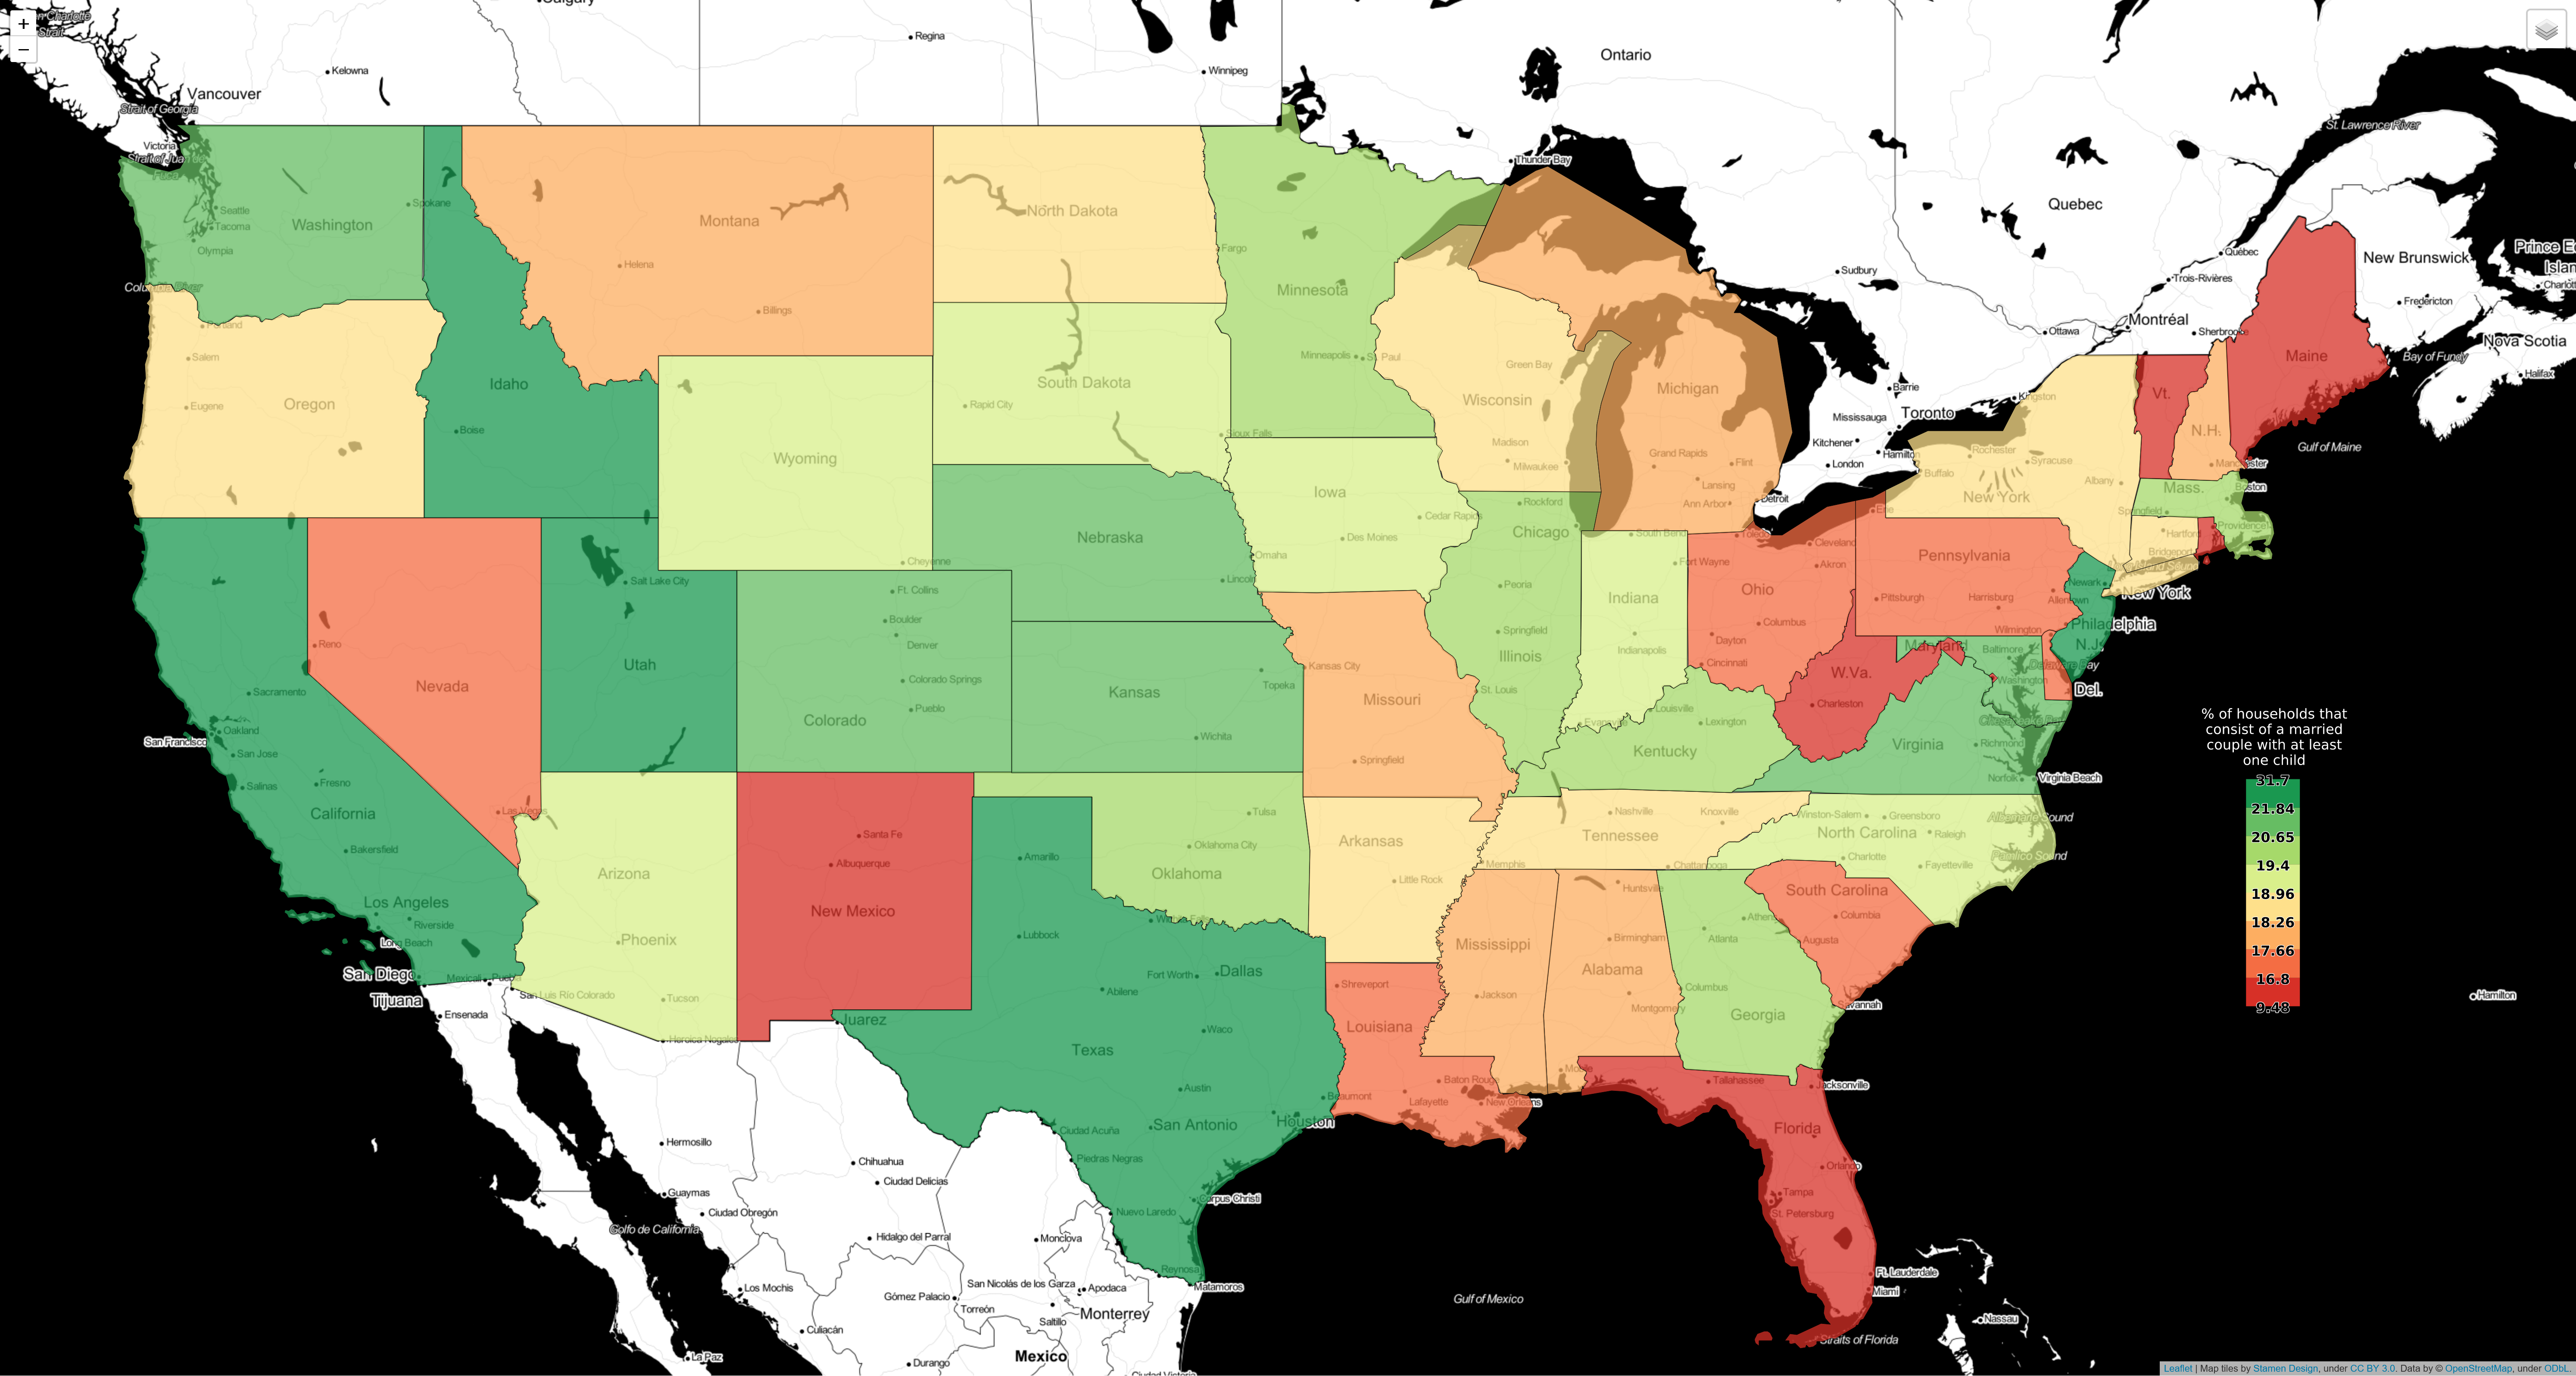 +
−
Calgary
Regina
Winnipeg
Kelowna
Vancouver
Strait of Georgia
Victoria
Ontario
Thunder Bay
Quebec
St. Lawrence River
New Brunswick
Fredericton
Nova Scotia
Halifax
Bay of Fundy
Gulf of Maine
Québec
Trois-Rivières
Montréal
Sherbrooke
Ottawa
Sudbury
Barrie
Kingston
Toronto
Mississauga
Kitchener
Hamilton
London
Detroit
Washington
Seattle
Tacoma
Olympia
Spokane
Columbia River
Portland
Salem
Eugene
Oregon
Idaho
Boise
Montana
Helena
Billings
North Dakota
Fargo
South Dakota
Rapid City
Sioux Falls
Minnesota
Minneapolis
St. Paul
Wisconsin
Green Bay
Madison
Milwaukee
Michigan
Grand Rapids
Flint
Lansing
Ann Arbor
Maine
Vt.
N.H.
Manchester
Mass.
Boston
Springfield
Providence
Hartford
Bridgeport
New York
Rochester
Syracuse
Buffalo
Albany
New York
Newark
Pennsylvania
Erie
Pittsburgh
Harrisburg
Allentown
Philadelphia
N.J.
Wilmington
Delaware Bay
Del.
Maryland
Baltimore
Washington
Wyoming
Cheyenne
Nebraska
Omaha
Lincoln
Iowa
Cedar Rapids
Des Moines
Rockford
Chicago
Peoria
Springfield
Illinois
Indiana
South Bend
Fort Wayne
Indianapolis
Evansville
Ohio
Toledo
Cleveland
Akron
Columbus
Dayton
Cincinnati
W.Va.
Charleston
Virginia
Richmond
Norfolk
Virginia Beach
Kentucky
Louisville
Lexington
Nevada
Reno
Las Vegas
Utah
Salt Lake City
Colorado
Ft. Collins
Boulder
Denver
Colorado Springs
Pueblo
Kansas
Topeka
Wichita
Missouri
Kansas City
St. Louis
Springfield
California
Sacramento
San Francisco
Oakland
San Jose
Salinas
Fresno
Bakersfield
Los Angeles
Riverside
Long Beach
San Diego
Tijuana
Mexicali
Ensenada
San Luis Río Colorado
Arizona
Phoenix
Tucson
Heroica Nogales
New Mexico
Santa Fe
Albuquerque
Juarez
Texas
Amarillo
Lubbock
Wichita Falls
Fort Worth
Dallas
Abilene
Waco
Austin
San Antonio
Houston
Beaumont
Corpus Christi
Oklahoma
Tulsa
Oklahoma City
Arkansas
Little Rock
Tennessee
Nashville
Knoxville
Memphis
Chattanooga
North Carolina
Winston-Salem
Greensboro
Raleigh
Charlotte
Fayetteville
Albemarle Sound
Pamlico Sound
South Carolina
Columbia
Georgia
Athens
Atlanta
Augusta
Columbus
Savannah
Alabama
Huntsville
Birmingham
Montgomery
Mobile
Mississippi
Jackson
Louisiana
Shreveport
Baton Rouge
Lafayette
New Orleans
Florida
Tallahassee
Jacksonville
Orlando
Tampa
St. Petersburg
Ft. Lauderdale
Miami
Straits of Florida
Nassau
Hamilton
Gulf of Mexico
Ciudad Acuña
Piedras Negras
Nuevo Laredo
Reynosa
Matamoros
Hermosillo
Guaymas
Ciudad Obregón
Golfo de California
Chihuahua
Ciudad Delicias
Hidalgo del Parral
Monclova
Los Mochis
San Nicolás de los Garza
Apodaca
Gómez Palacio
Torreón
Monterrey
Saltillo
Culiacán
Durango
La Paz
Mexico
Ciudad Victoria
% of households that
consist of a married
couple with at least
one child
31.7
21.84
20.65
19.4
18.96
18.26
17.66
16.8
9.48
Leaflet | Map tiles by Stamen Design, under CC BY 3.0. Data by © OpenStreetMap, under ODbL.